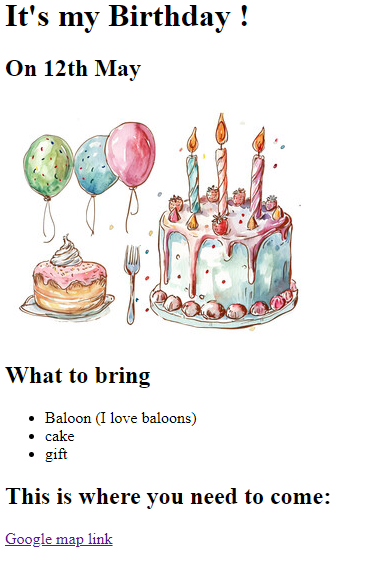 It's my Birthday !
On 12th May
What to bring
Baloon (I love baloons)
cake
gift
This is where you need to come:
Google map link